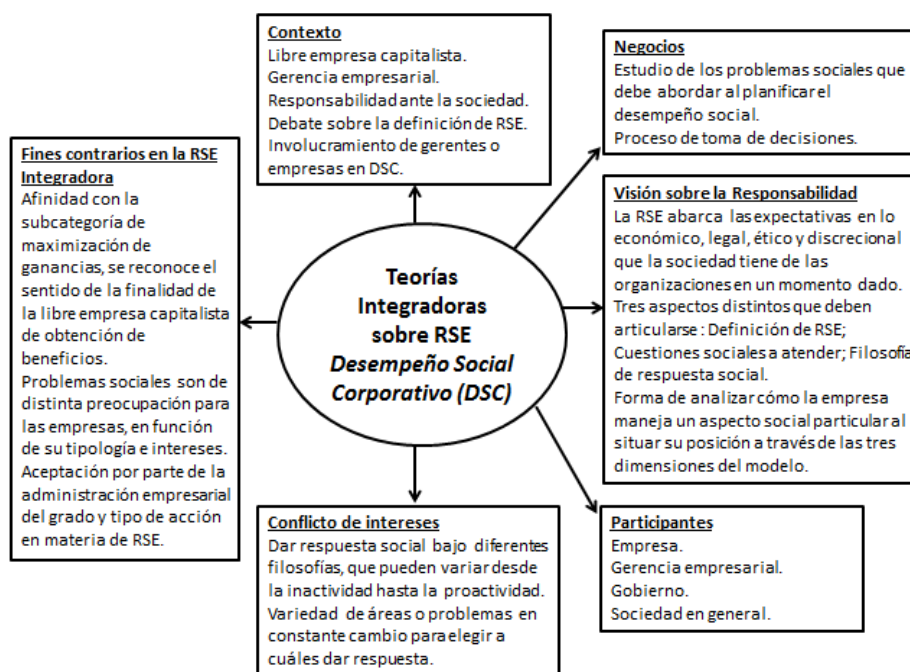 Contexto
Libre empresa capitalista.
Gerencia empresarial.
Responsabilidad ante la sociedad.
Debate sobre la definición de RSE.
Involucramiento de gerentes o
empresas en DSC.
Negocios
Estudio de los problemas sociales que
debe abordar al planificar el
desempeño social.
Proceso de toma de decisiones.
Fines contrarios en la RSE
Integradora
Afinidad con la
subcategoría de
maximización de
ganancias, se reconoce el
sentido de la finalidad de
la libre empresa capitalista
de obtención de
beneficios.
Problemas sociales son de
distinta preocupación para
las empresas, en función
de su tipología e intereses.
Aceptación por parte de la
administración empresarial
del grado y tipo de acción
en materia de RSE.
Teorías
Integradoras
sobre RSE
Desempeño Social
Corporativo (DSC)
Visión sobre la Responsabilidad
La RSE abarca las expectativas en lo
económico, legal, ético y discrecional
que la sociedad tiene de las
organizaciones en un momento dado.
Tres aspectos distintos que deben
articularse : Definición de RSE;
Cuestiones sociales a atender; Filosofía
de respuesta social.
Forma de analizar cómo la empresa
maneja un aspecto social particular al
situar su posición a través de las tres
dimensiones del modelo.
Conflicto de intereses
Dar respuesta social bajo diferentes
filosofías, que pueden variar desde
la inactividad hasta la proactividad.
Variedad de áreas o problemas en
constante cambio para elegir a
cuáles dar respuesta.
Participantes
Empresa.
Gerencia empresarial.
Gobierno.
Sociedad en general.